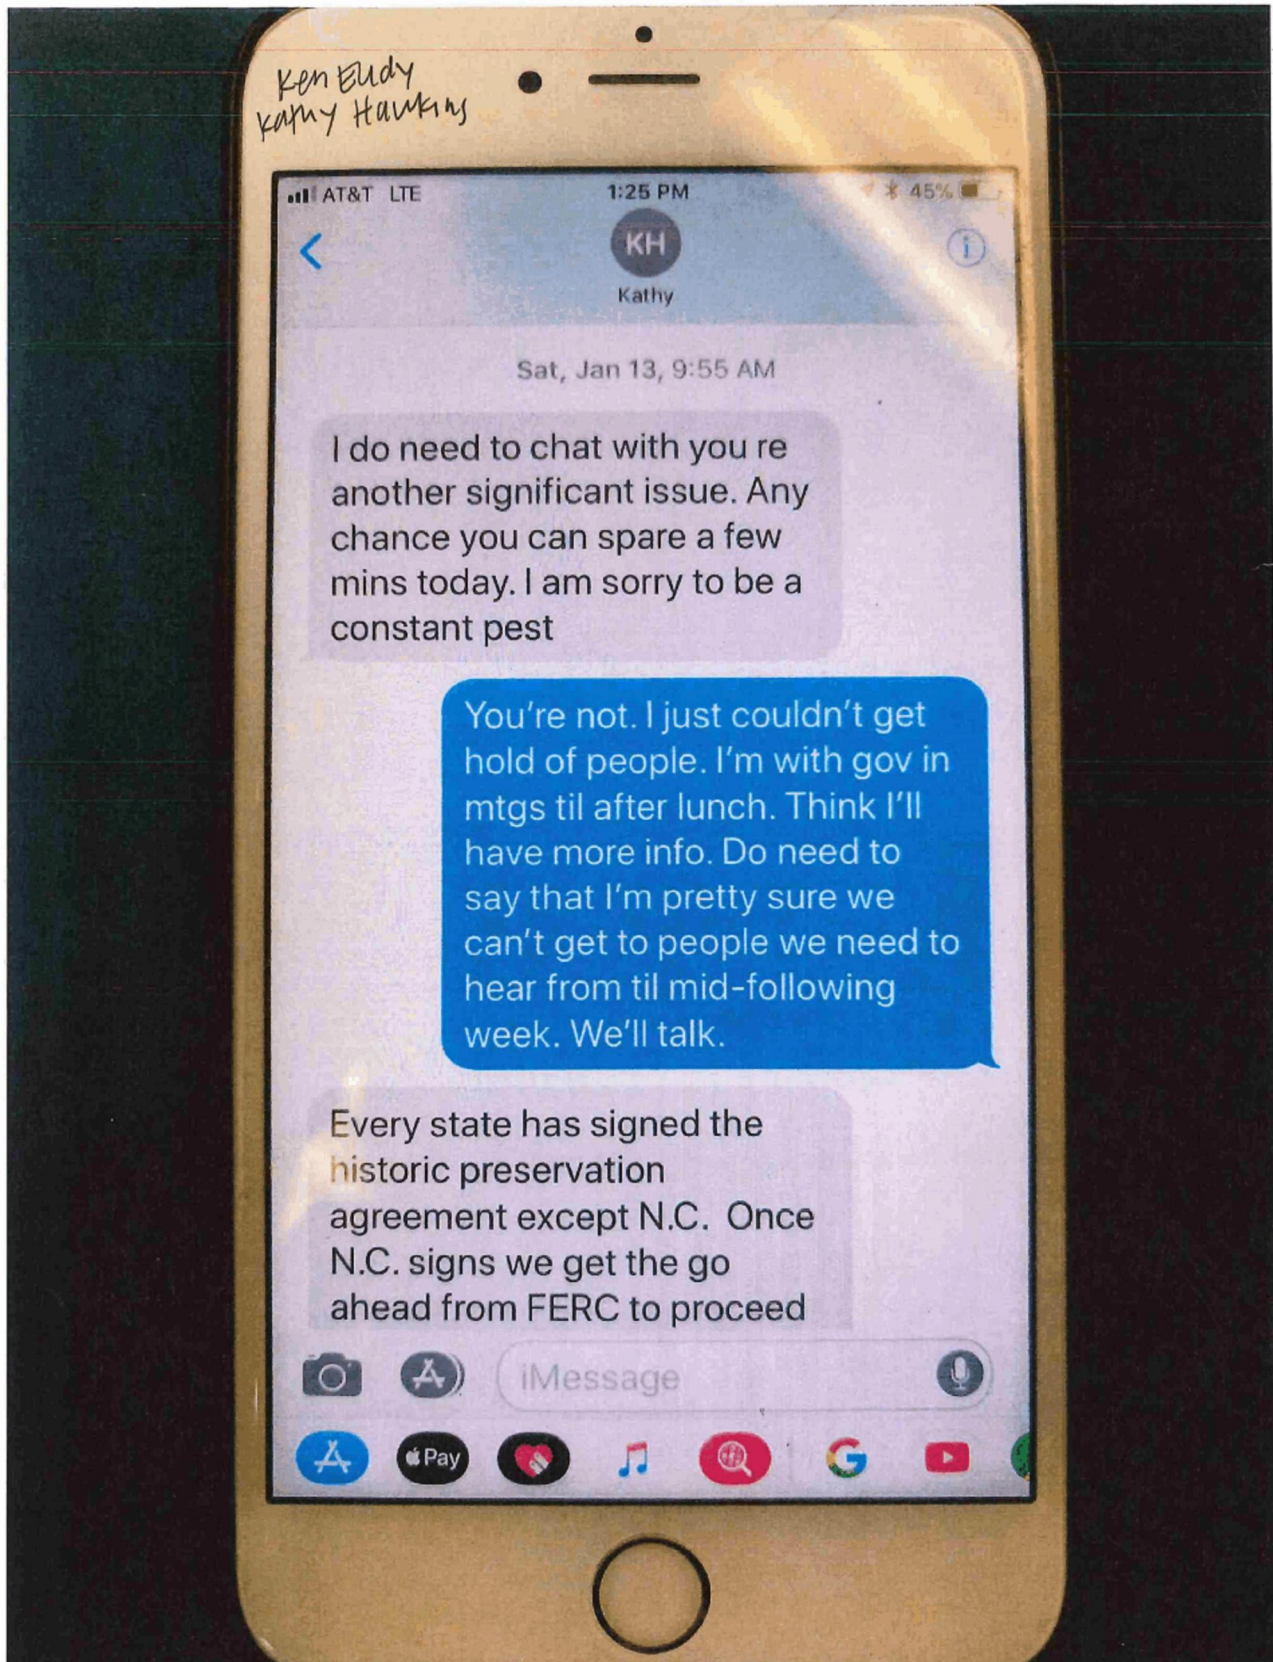 Ken Eudy
Kathy Hawkins
AT&T LTE
1:25 PM
45%
KH
Kathy
Sat, Jan 13, 9:55 AM
I do need to chat with you re
another significant issue. Any
chance you can spare a few
mins today. I am sorry to be a
constant pest
You're not. I just couldn't get
hold of people. I'm with gov in
mtgs til after lunch. Think I'll
have more info. Do need to
say that I'm pretty sure we
can't get to people we need to
hear from til mid-following
week. We'll talk.
Every state has signed the
historic preservation
agreement except N.C. Once
N.C. signs we get the go
ahead from FERC to proceed
iMessage
Pay